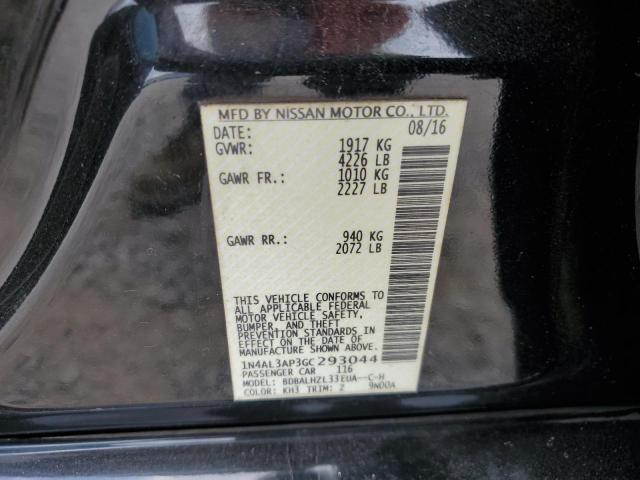 MFD BY NISSAN MOTOR CO., LTD.
DATE: 08/16
GVWR: 1917 KG
4226 LB
GAWR FR.: 1010 KG
2227 LB
GAWR RR.: 940 KG
2072 LB
THIS VEHICLE CONFORMS TO
ALL APPLICABLE FEDERAL
MOTOR VEHICLE SAFETY,
BUMPER, AND THEFT
PREVENTION STANDARDS IN
EFFECT ON THE DATE OF
MANUFACTURE SHOWN ABOVE.
1N4AL3AP3GC293044
PASSENGER CAR 116
MODEL: BDBALHZL33EUA--C-H
COLOR: KH3 TRIM: 2 9N00A